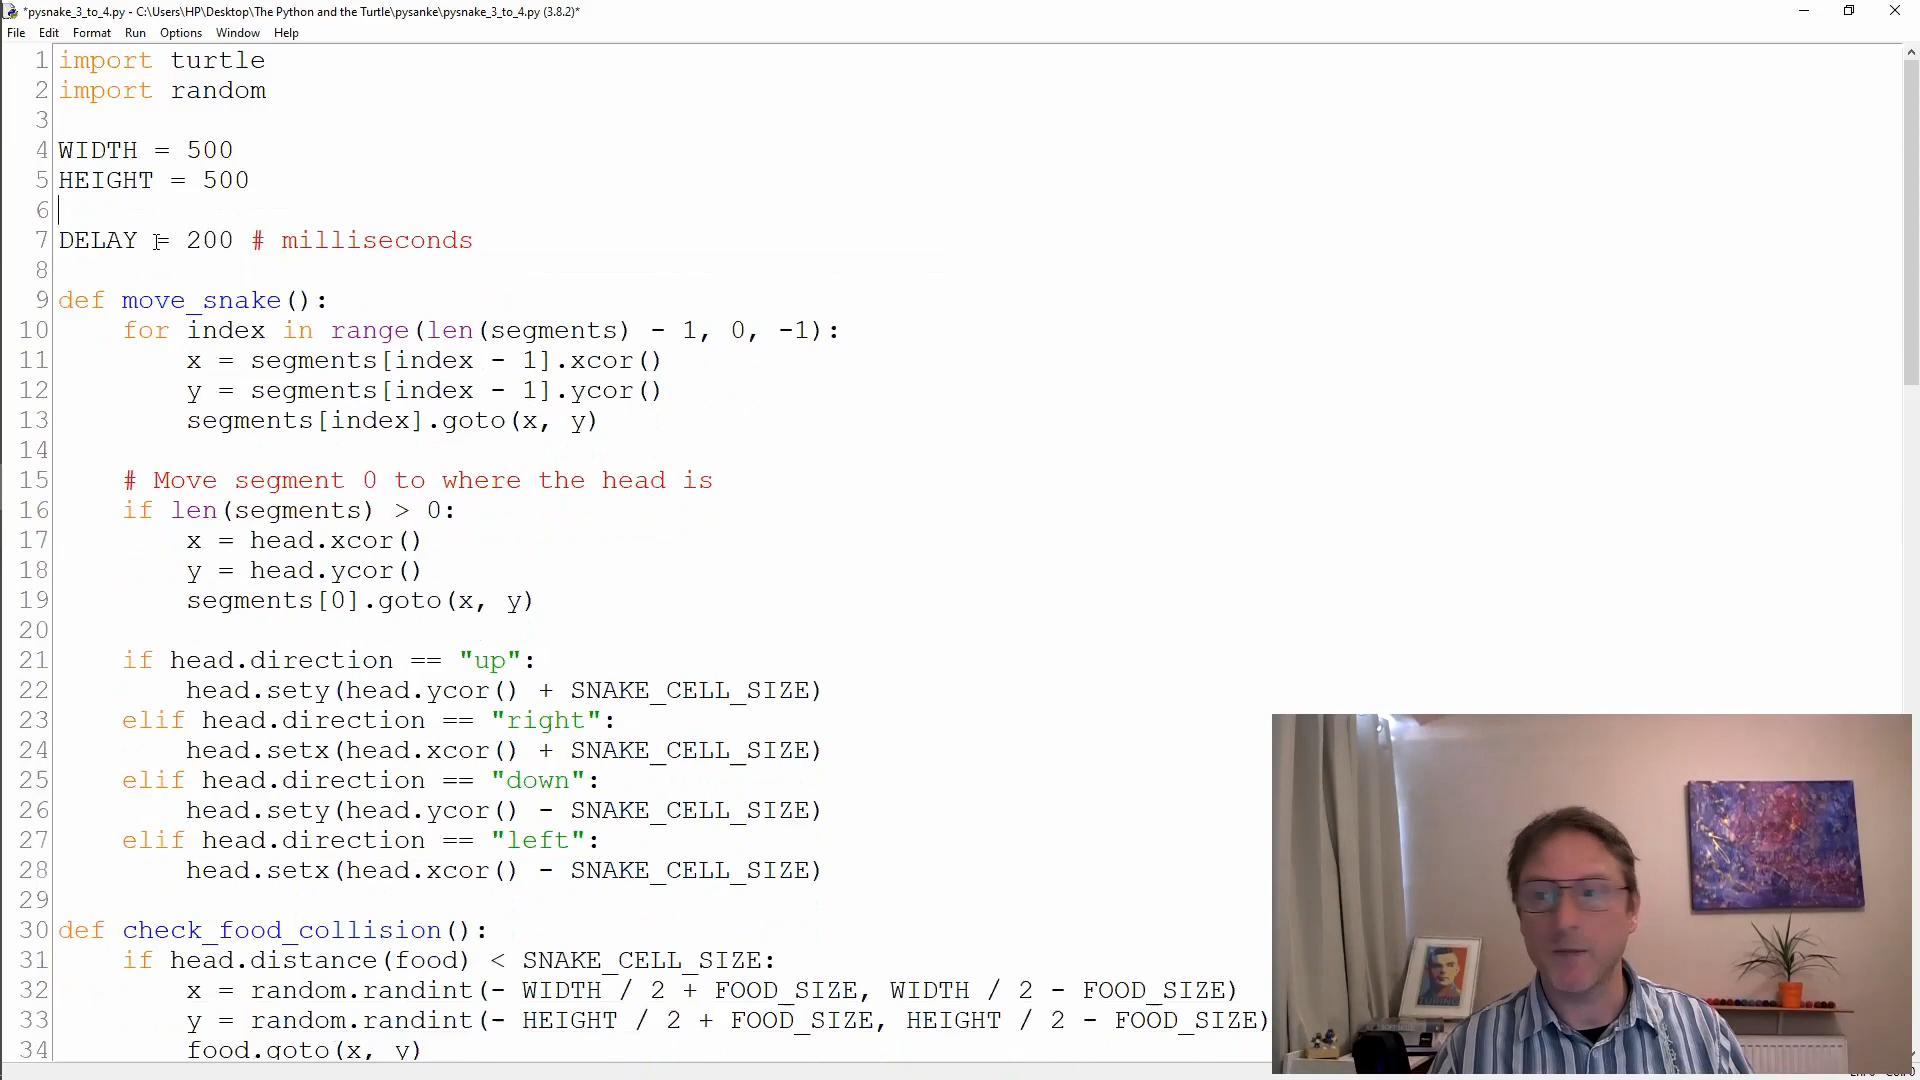 *pysnake_3_to_4.py - C:\Users\HP\Desktop\The Python and the Turtle\pysanke\pysnake_3_to_4.py (3.8.2)*
File Edit Format Run Options Window Help
1 import turtle
2 import random
3
4 WIDTH = 500
5 HEIGHT = 500
6
7 DELAY = 200 # milliseconds
8
9 def move_snake():
10     for index in range(len(segments) - 1, 0, -1):
11         x = segments[index - 1].xcor()
12         y = segments[index - 1].ycor()
13         segments[index].goto(x, y)
14
15     # Move segment 0 to where the head is
16     if len(segments) > 0:
17         x = head.xcor()
18         y = head.ycor()
19         segments[0].goto(x, y)
20
21     if head.direction == "up":
22         head.sety(head.ycor() + SNAKE_CELL_SIZE)
23     elif head.direction == "right":
24         head.setx(head.xcor() + SNAKE_CELL_SIZE)
25     elif head.direction == "down":
26         head.sety(head.ycor() - SNAKE_CELL_SIZE)
27     elif head.direction == "left":
28         head.setx(head.xcor() - SNAKE_CELL_SIZE)
29
30 def check_food_collision():
31     if head.distance(food) < SNAKE_CELL_SIZE:
32         x = random.randint(- WIDTH / 2 + FOOD_SIZE, WIDTH / 2 - FOOD_SIZE)
33         y = random.randint(- HEIGHT / 2 + FOOD_SIZE, HEIGHT / 2 - FOOD_SIZE)
34         food.goto(x, y)
TURING